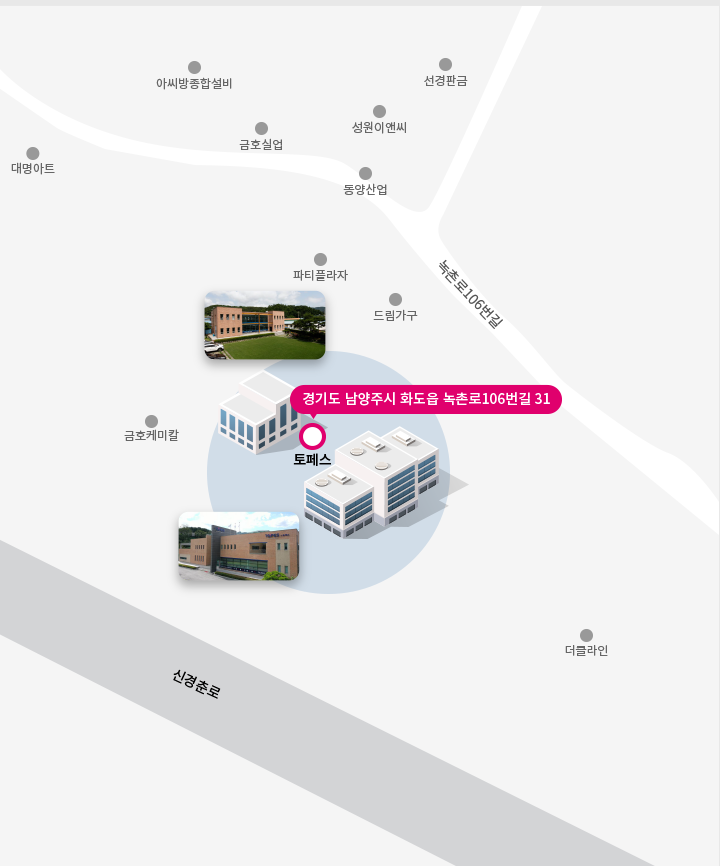 선경판금
아씨방종합설비
성원이앤씨
금호실업
대명아트
동양산업
파티플라자
녹촌로106번길
드림가구
경기도 남양주시 화도읍 녹촌로106번길 31
금호케미칼
토페스
더클라인
신경춘로